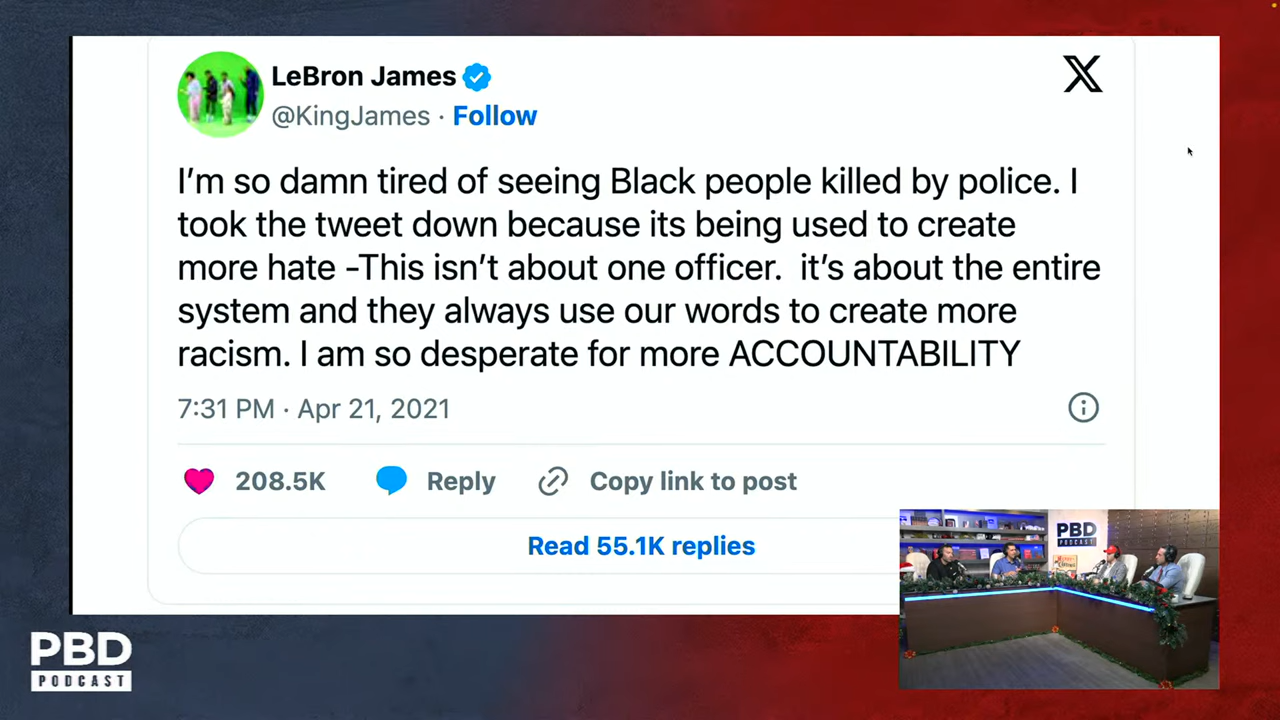 LeBron James
@KingJames · Follow
I'm so damn tired of seeing Black people killed by police. I
took the tweet down because its being used to create
more hate -This isn't about one officer.  it's about the entire
system and they always use our words to create more
racism. I am so desperate for more ACCOUNTABILITY
7:31 PM · Apr 21, 2021
208.5K Reply Copy link to post
Read 55.1K replies
PBD
PODCAST
PBD
PODCAST